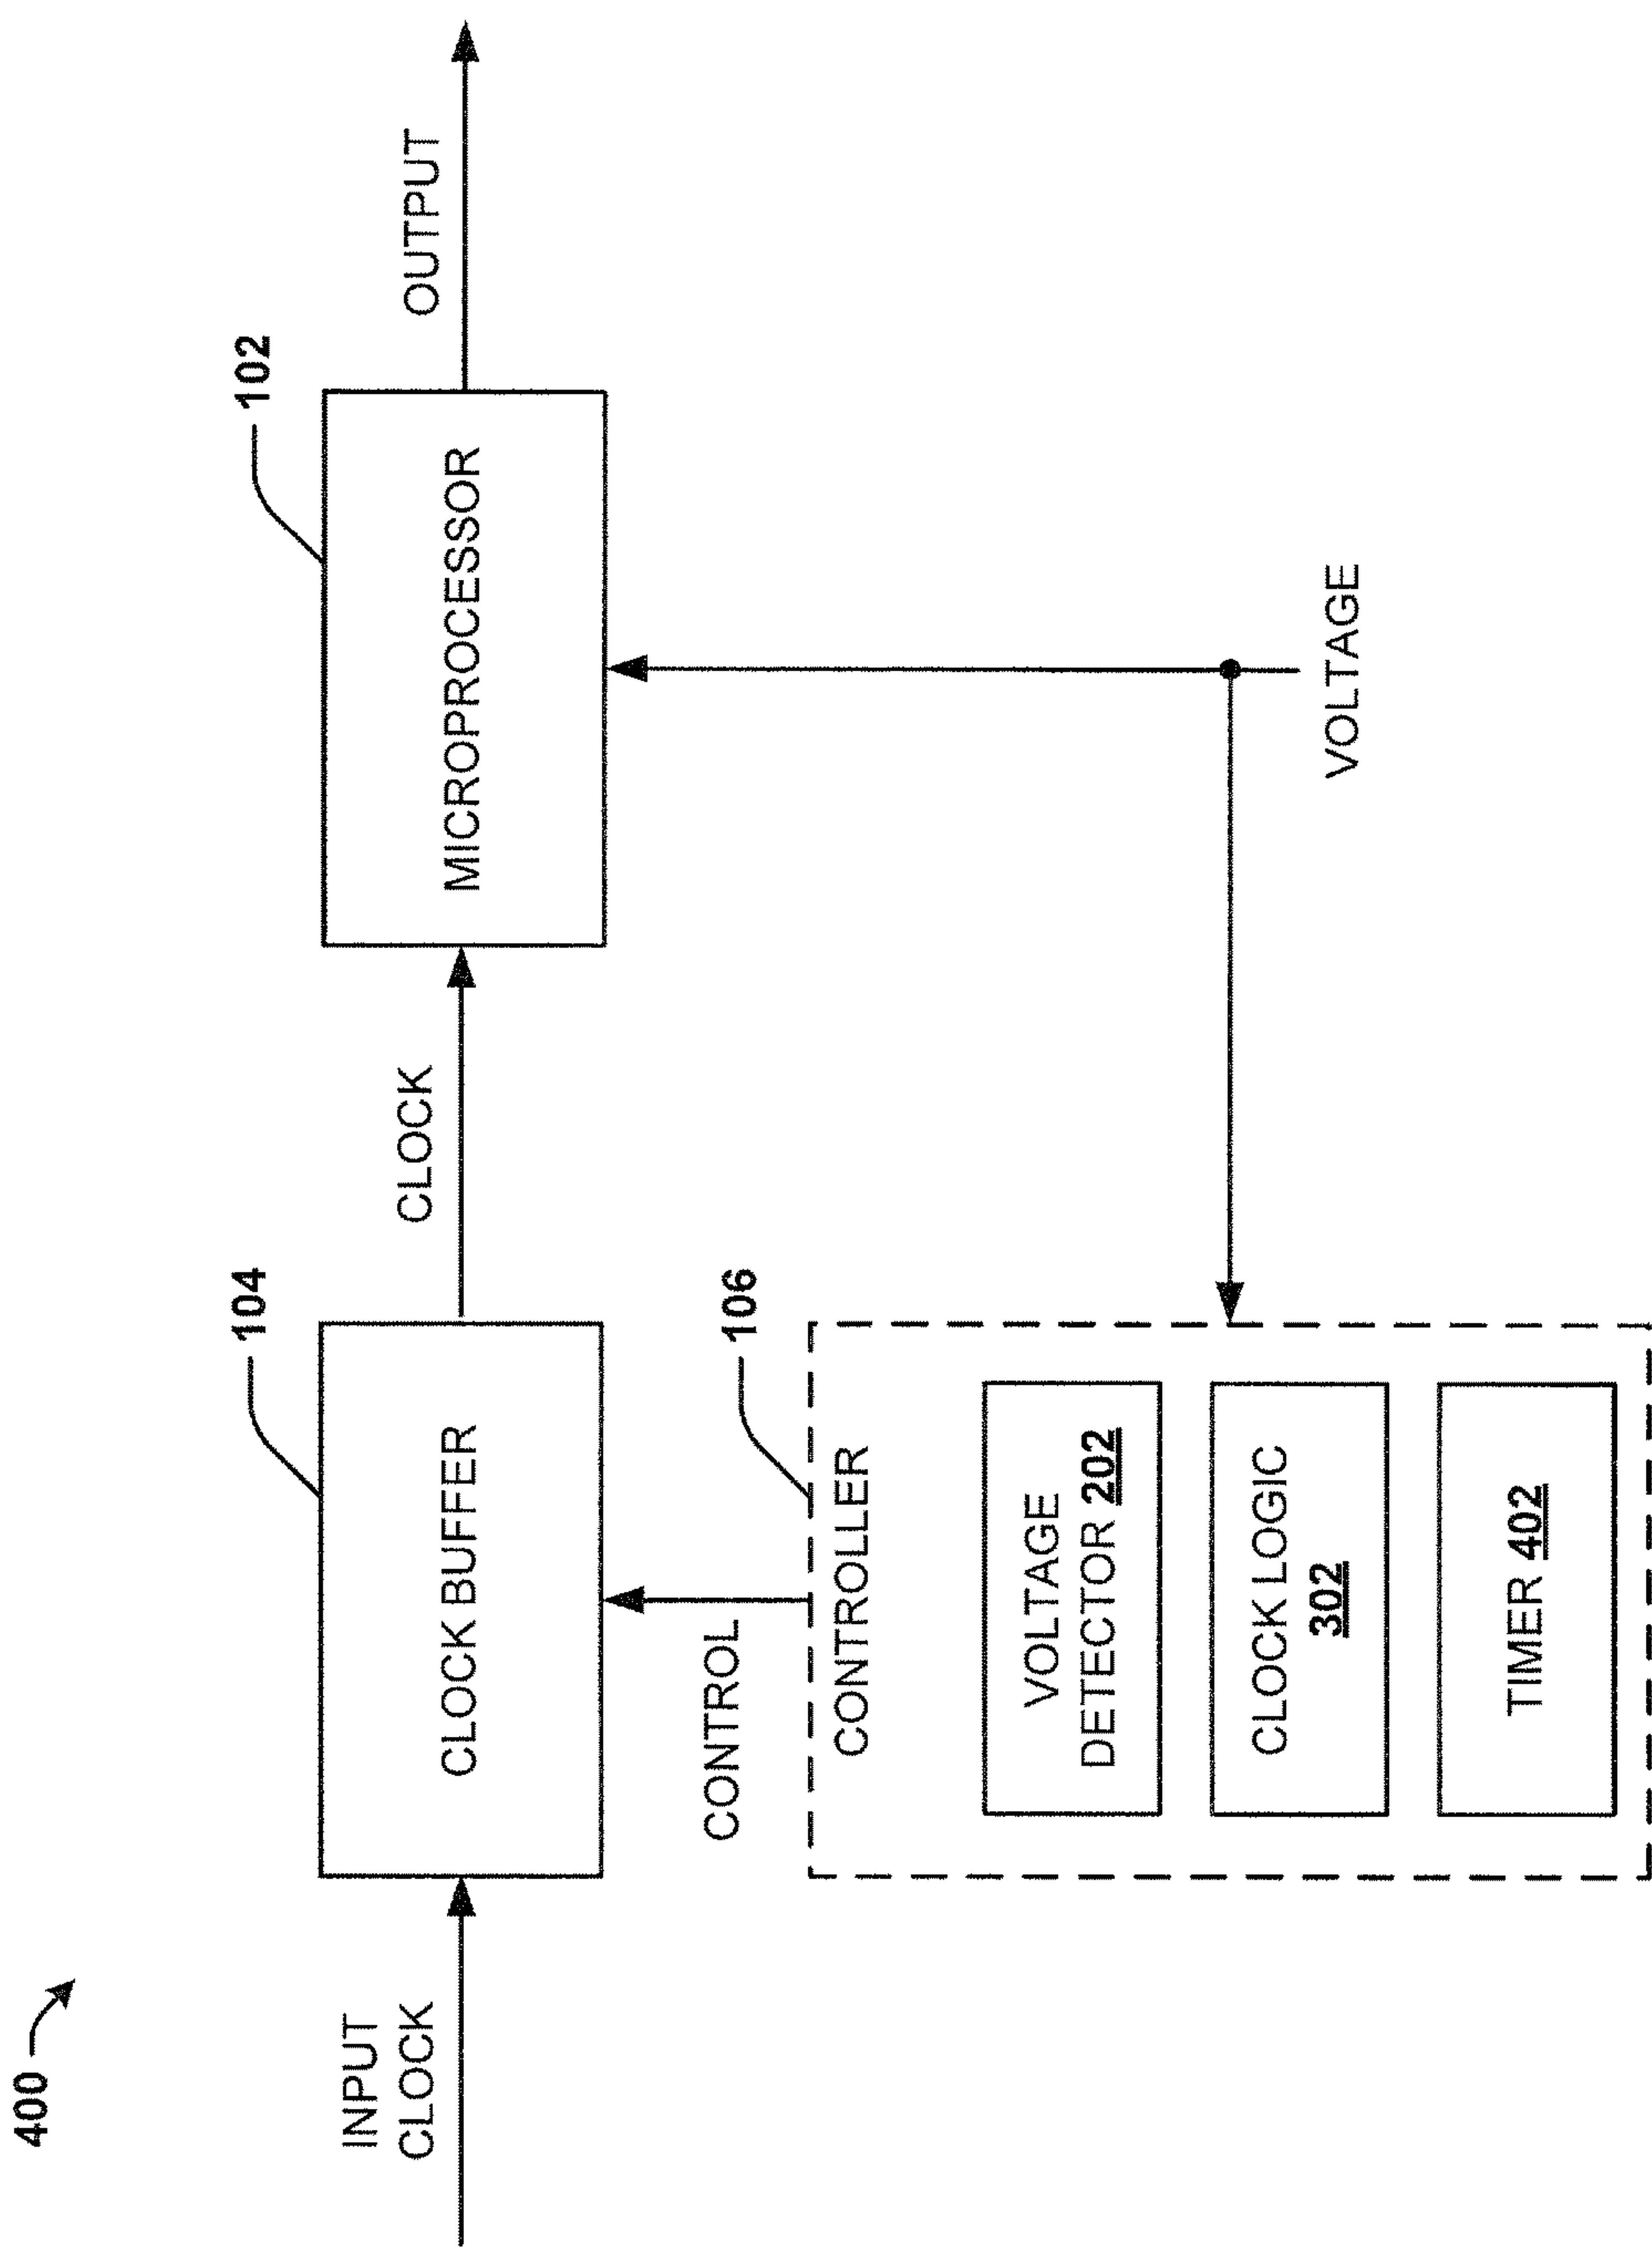 400
INPUT
CLOCK
104
CLOCK BUFFER
CLOCK
102
MICROPROCESSOR
OUTPUT
CONTROL
106
CONTROLLER
VOLTAGE
DETECTOR 202
CLOCK LOGIC
302
TIMER 402
VOLTAGE